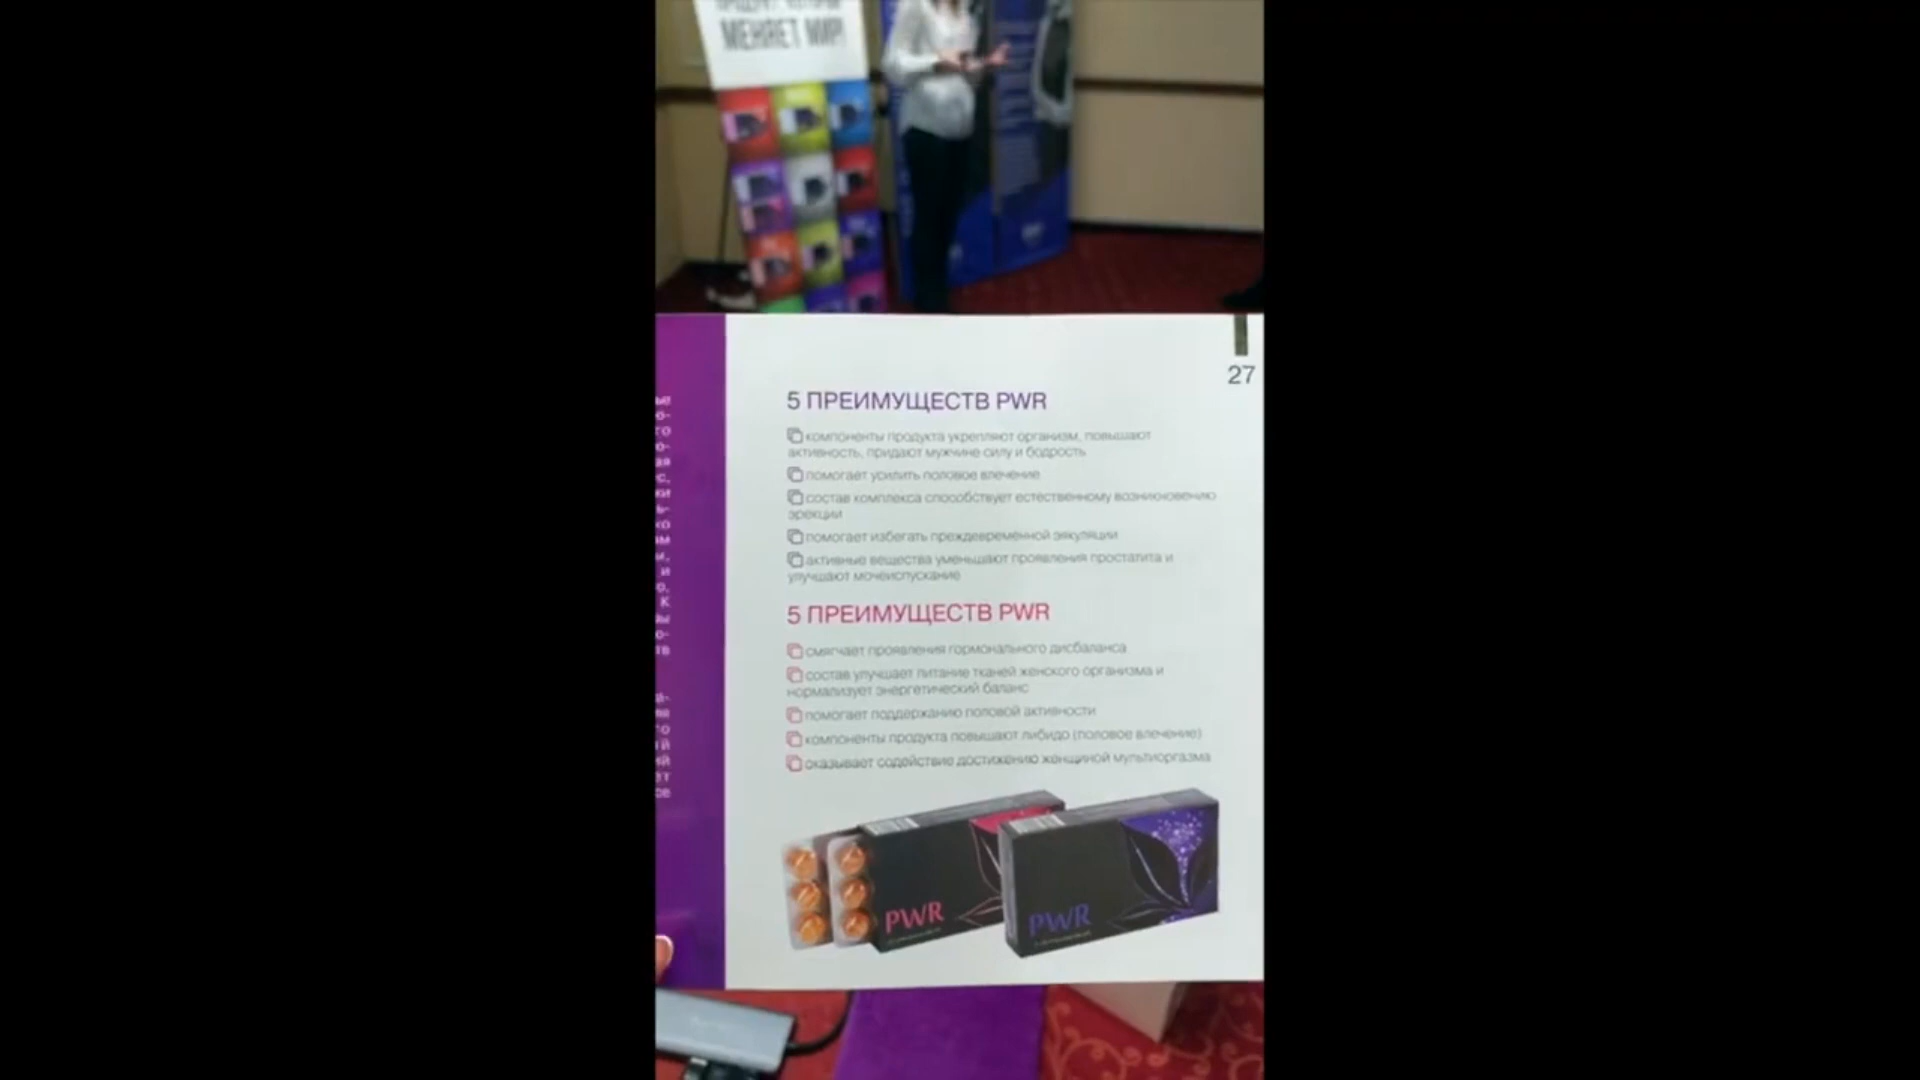 МЕНЯЕТ МИР!
27
5 ПРЕИМУЩЕСТВ PWR
компоненты продукта укрепляют организм, повышают
активность, придают мужчине силу и бодрость
помогает усилить половое влечение
состав комплекса способствует естественному возникновению
эрекции
помогает избегать преждевременной эякуляции
активные вещества уменьшают проявления простатита и
улучшают мочеиспускание
5 ПРЕИМУЩЕСТВ PWR
смягчает проявления гормонального дисбаланса
состав улучшает питание тканей женского организма и
нормализует энергетический баланс
помогает поддержанию половой активности
компоненты продукта повышают либидо (половое влечение)
оказывает содействие достижению женщиной мультиоргазма
PWR
PWR